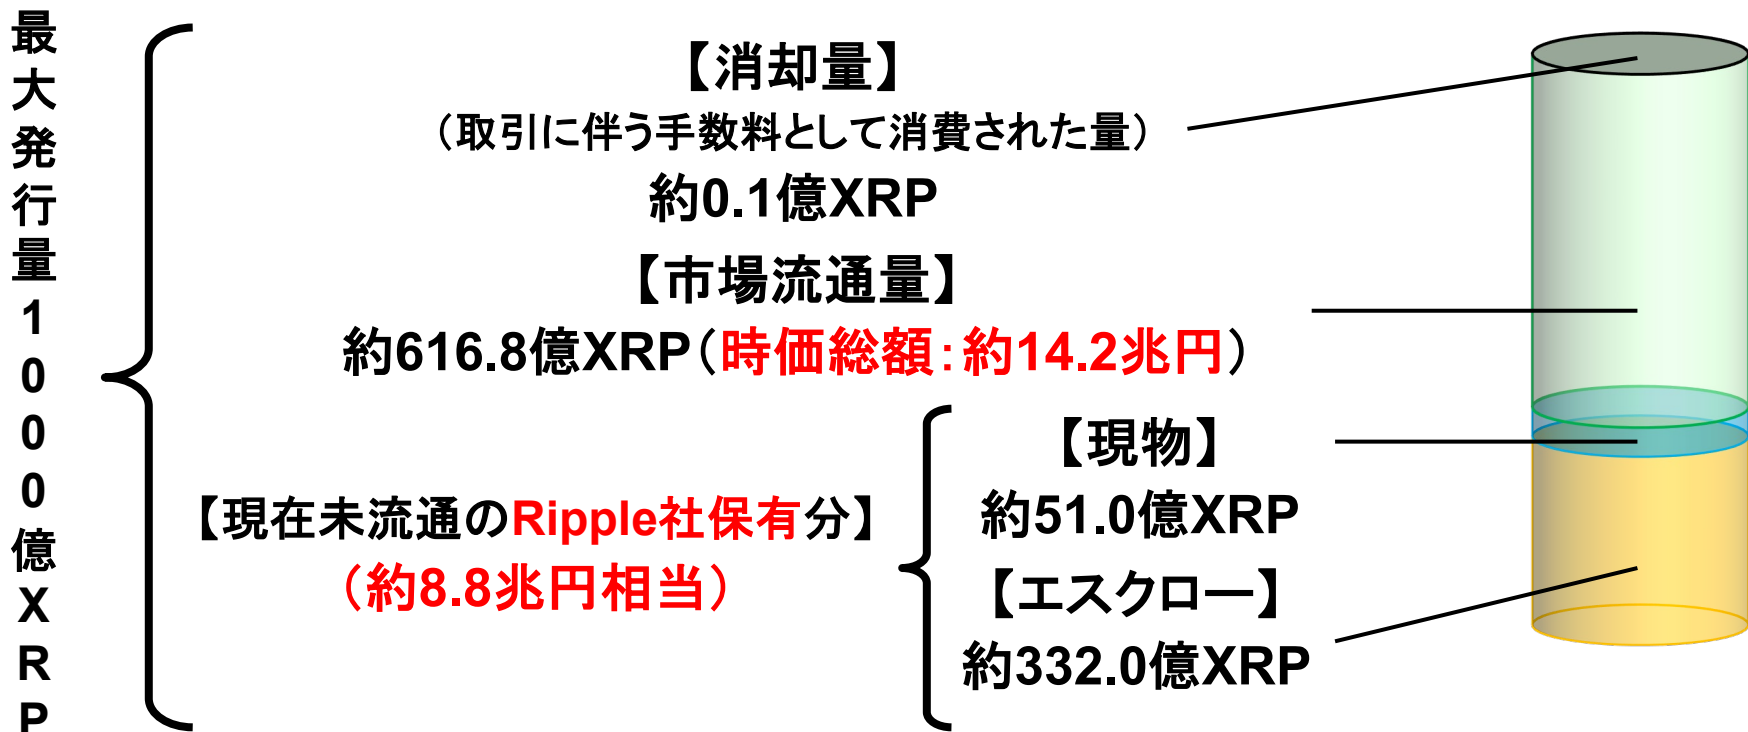 最大発行量1000億XRP
【消却量】
（取引に伴う手数料として消費された量）
約0.1億XRP
【市場流通量】
約616.8億XRP（時価総額：約14.2兆円）
【現在未流通のRipple社保有分】
（約8.8兆円相当）
【現物】
約51.0億XRP
【エスクロー】
約332.0億XRP